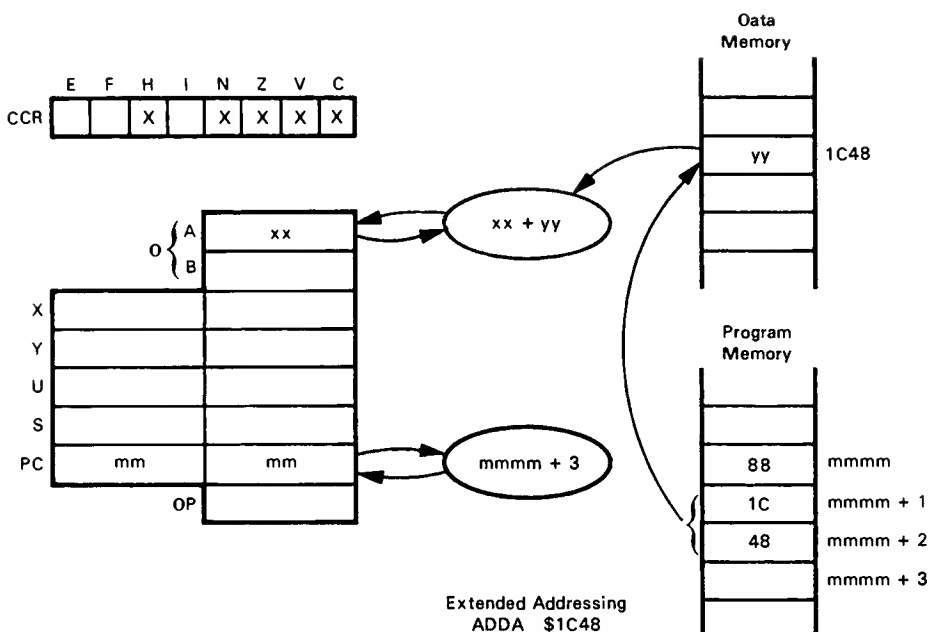 Oata
Memory
E F H I N Z V C
CCR X X X X X
yy 1C48
O { A xx
B
xx + yy
X
Y
U
S
PC mm mm
OP
mmmm + 3
Program
Memory
88 mmmm
1C mmmm + 1
48 mmmm + 2
mmmm + 3
Extended Addressing
ADDA $1C48